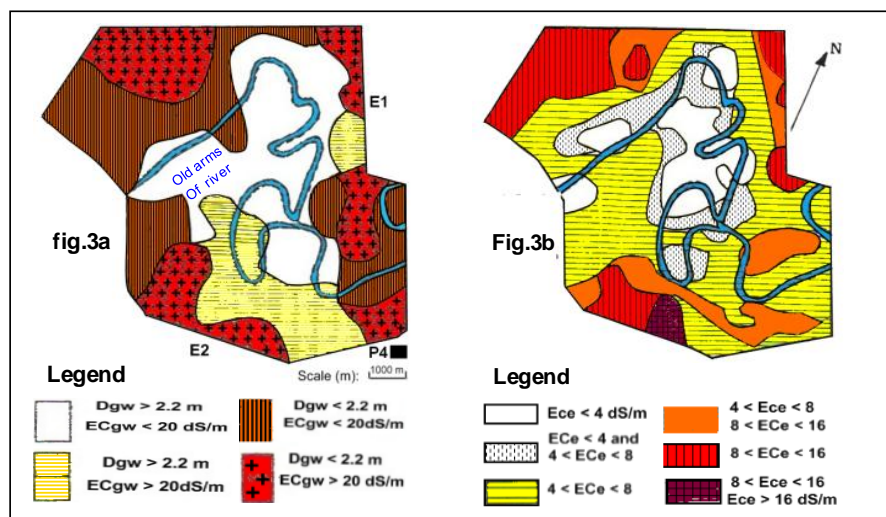 E1
Old arms
Of river
fig.3a
E2
P4
Scale (m): 1000 m
Legend
Dgw > 2.2 m
ECgw < 20 dS/m
Dgw < 2.2 m
ECgw < 20dS/m
Dgw > 2.2 m
ECgw > 20dS/m
Dgw < 2.2 m
ECgw > 20 dS/m
N
Fig.3b
Legend
Ece < 4 dS/m
4 < ECe < 8
8 < ECe < 16
ECe < 4 and
4 < ECe < 8
8 < ECe < 16
4 < ECe < 8
8 < ECe < 16
Ece > 16 dS/m